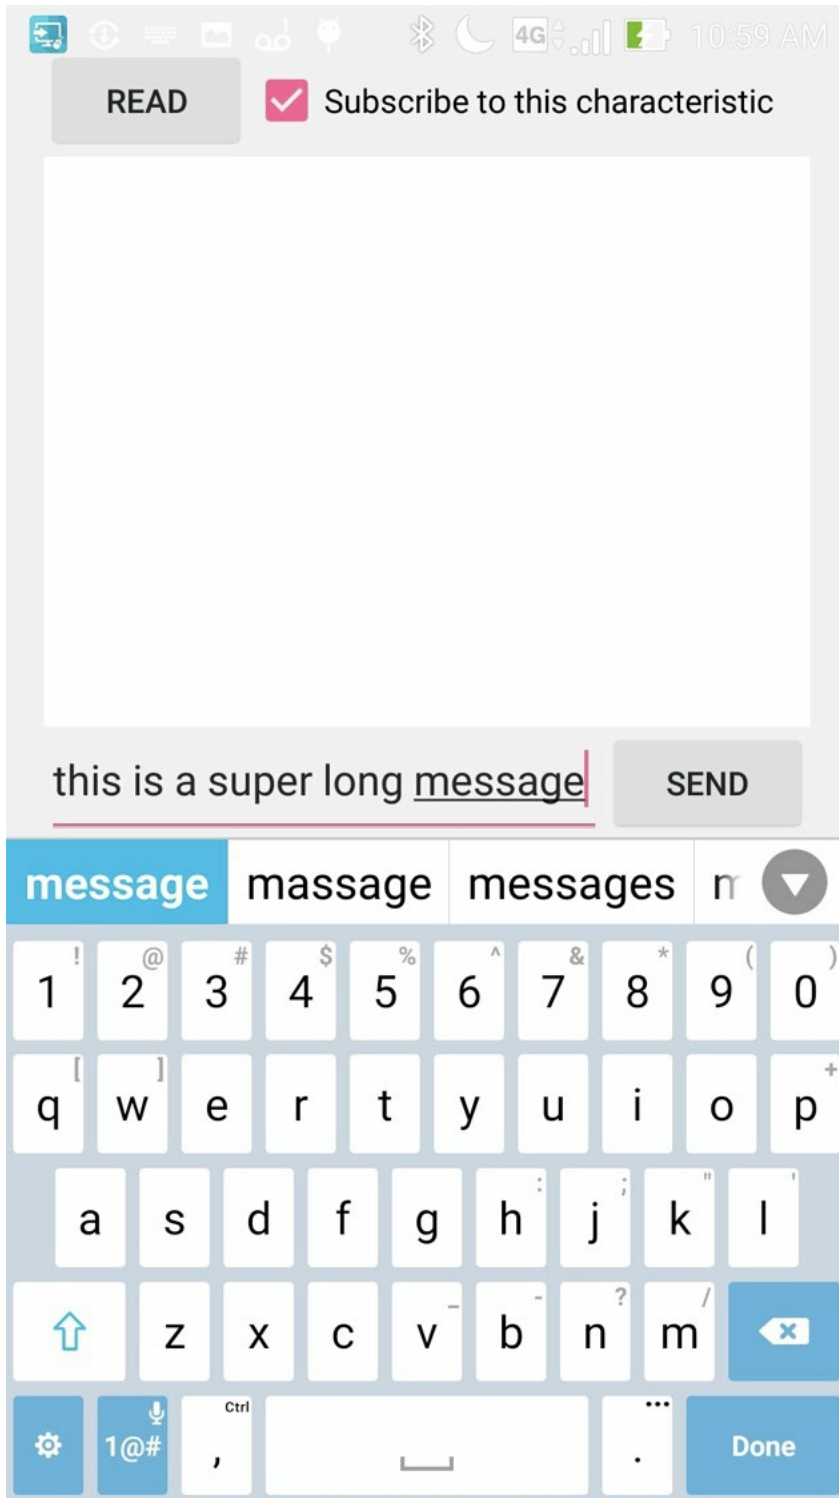 4G 10:59 AM
READ Subscribe to this characteristic
this is a super long message SEND
message massage messages
! @ # $ % ^ & * ( )
1 2 3 4 5 6 7 8 9 0
[ ] +
q w e r t y u i o p
: ; " '
a s d f g h j k l
_ - ? /
z x c v b n m
Ctrl ...
1@# , . Done